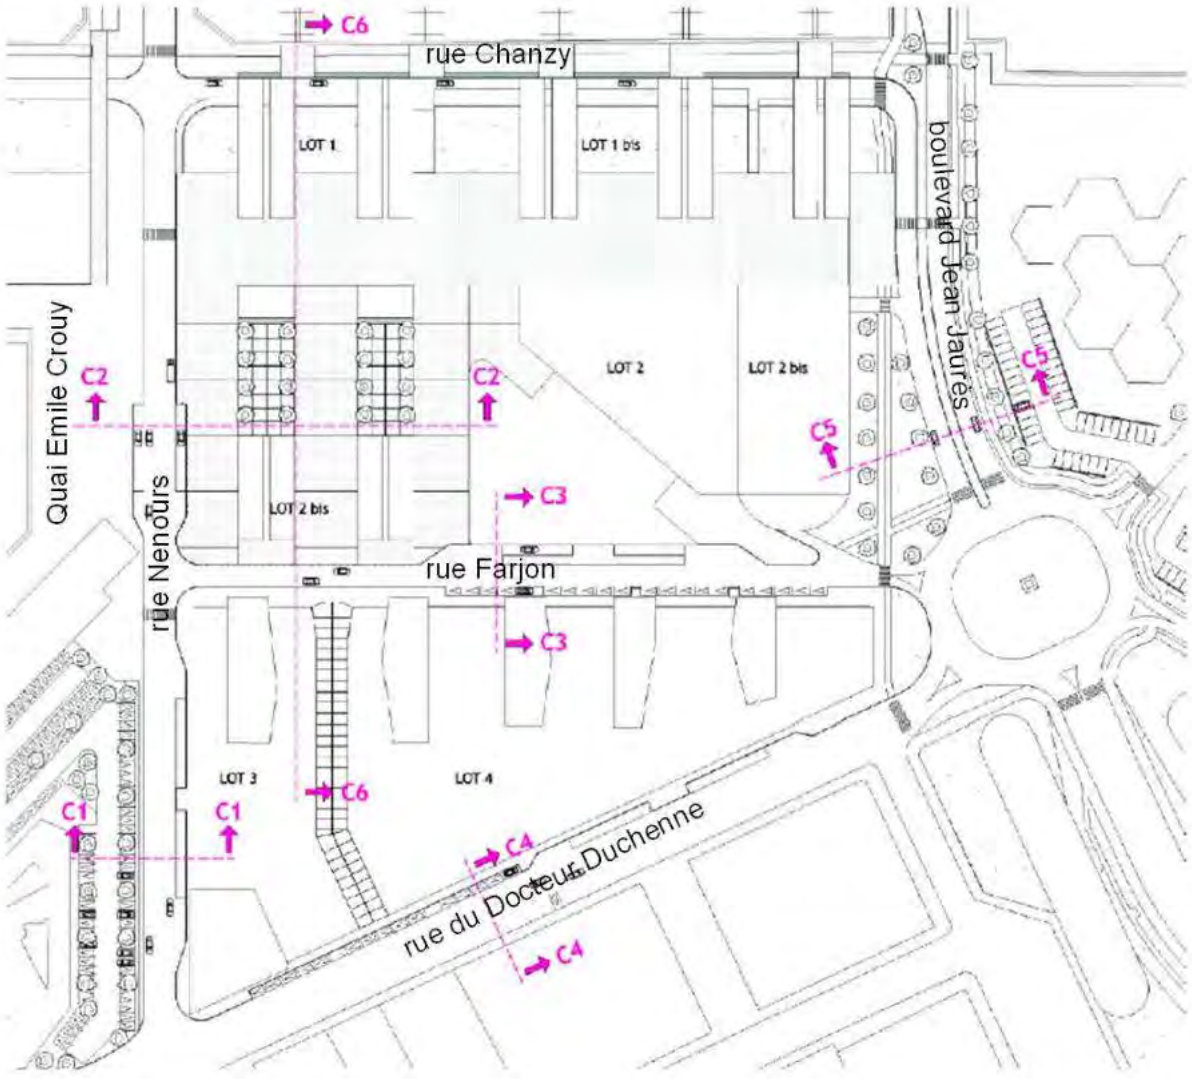 C6
rue Chanzy
LOT 1
LOT 1 bis
boulevard Jean Jaurès
Quai Emile Crouy
C2
C2
LOT 2
LOT 2 bis
C5
C5
rue Nenours
LOT 2 bis
C3
rue Farjon
C3
LOT 3
LOT 4
C6
C1
C1
C4
rue du Docteur Duchenne
C4